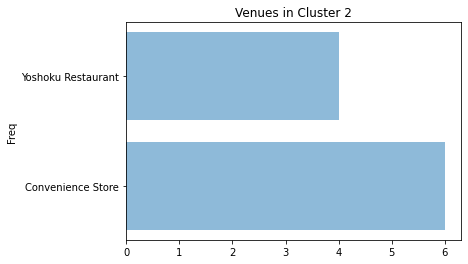 Venues in Cluster 2
Yoshoku Restaurant
Freq
Convenience Store
0 1 2 3 4 5 6